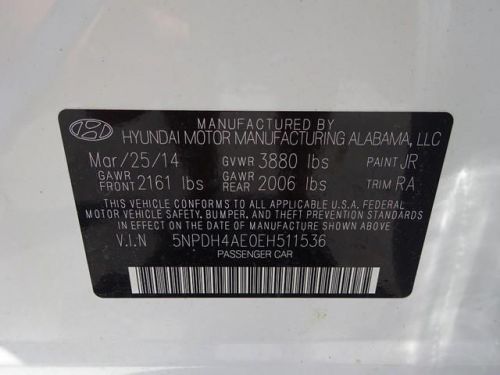 MANUFACTURED BY
HYUNDAI MOTOR MANUFACTURING ALABAMA, LLC
Mar/25/14 GVWR 3880 lbs PAINT JR
GAWR FRONT 2161 lbs GAWR REAR 2006 lbs TRIM RA
THIS VEHICLE CONFORMS TO ALL APPLICABLE U.S.A. FEDERAL
MOTOR VEHICLE SAFETY, BUMPER, AND THEFT PREVENTION STANDARDS
IN EFFECT ON THE DATE OF MANUFACTURE SHOWN ABOVE.
V.I.N 5NPDH4AE0EH511536
PASSENGER CAR